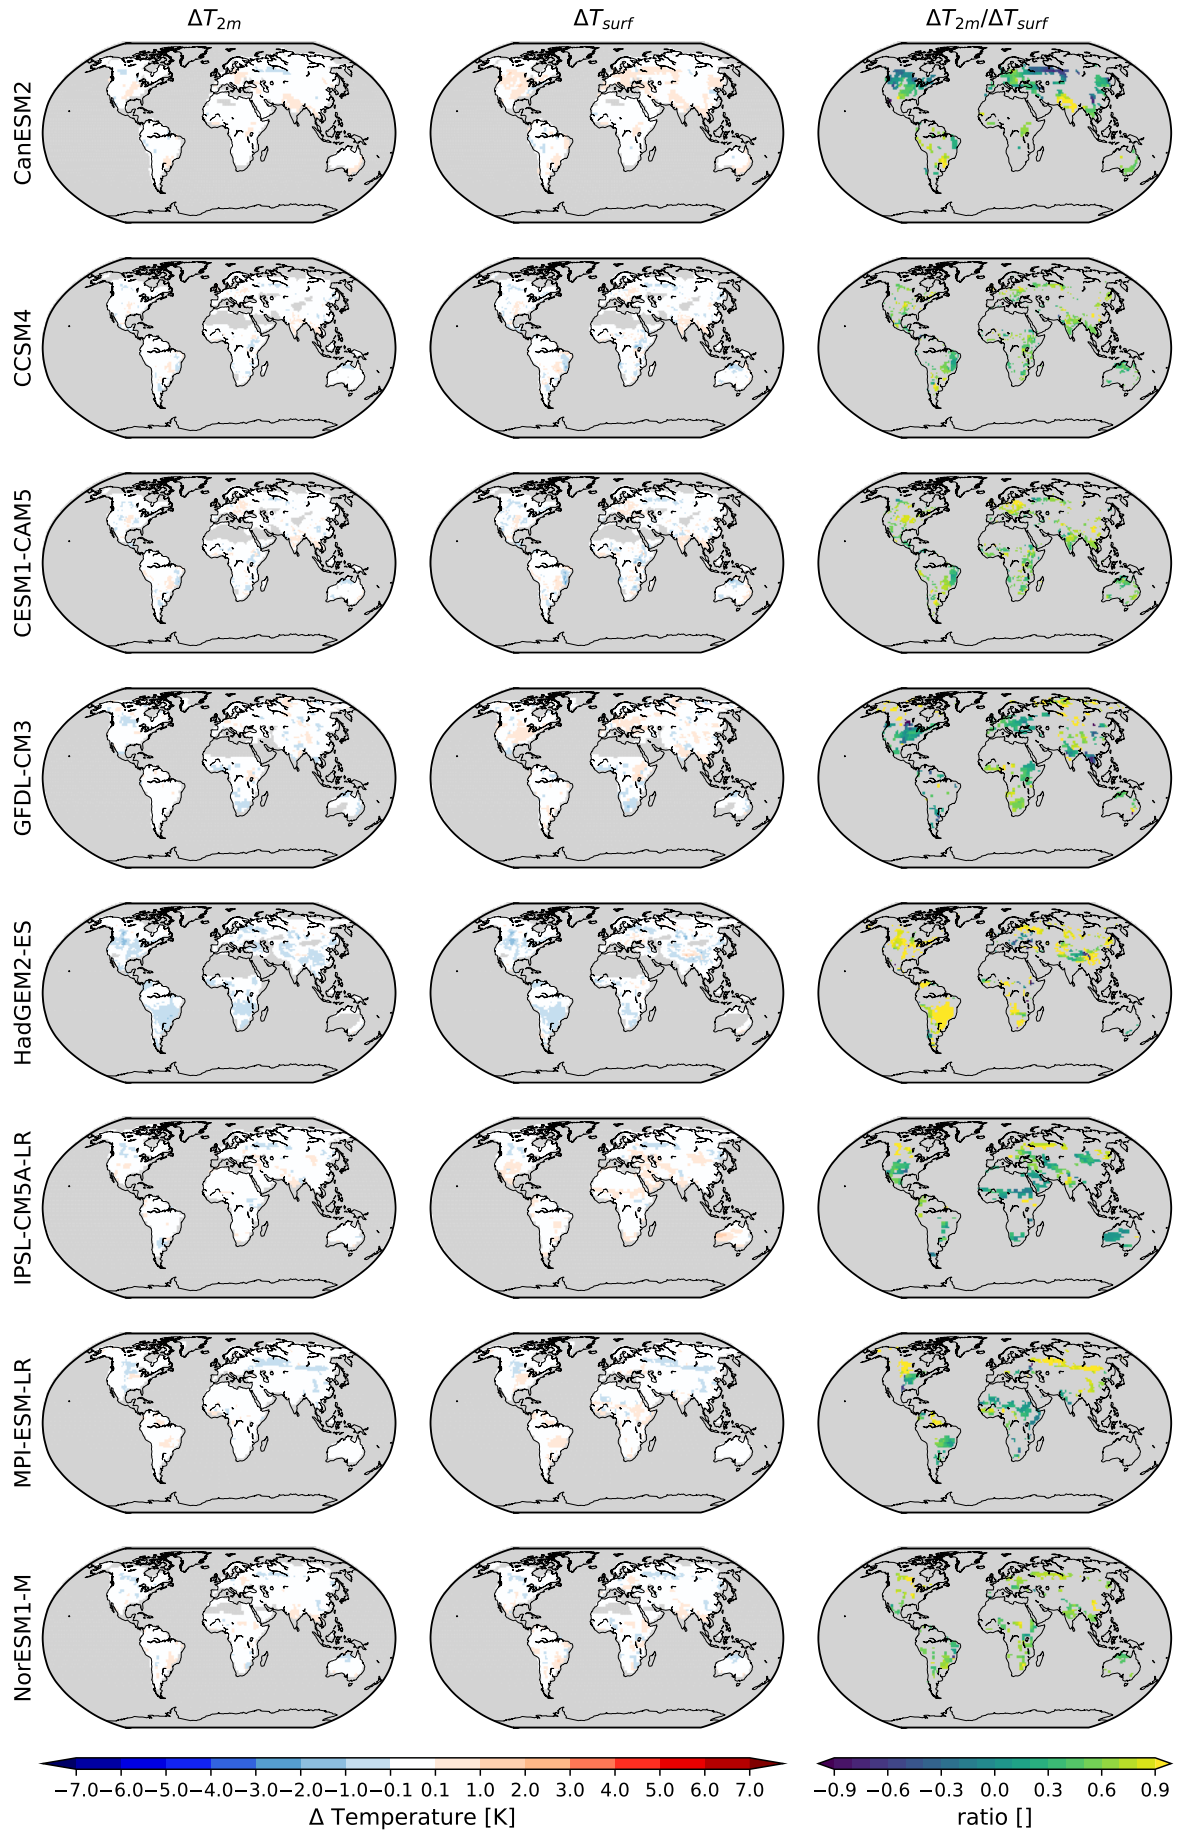 ΔT2m ΔTsurf ΔT2m/ΔTsurf
CanESM2
CCSM4
CESM1-CAM5
GFDL-CM3
HadGEM2-ES
IPSL-CM5A-LR
MPI-ESM-LR
NorESM1-M
−7.0 −6.0 −5.0 −4.0 −3.0 −2.0 −1.0 −0.1 0.1 1.0 2.0 3.0 4.0 5.0 6.0 7.0 −0.9 −0.6 −0.3 0.0 0.3 0.6 0.9
Δ Temperature [K] ratio []